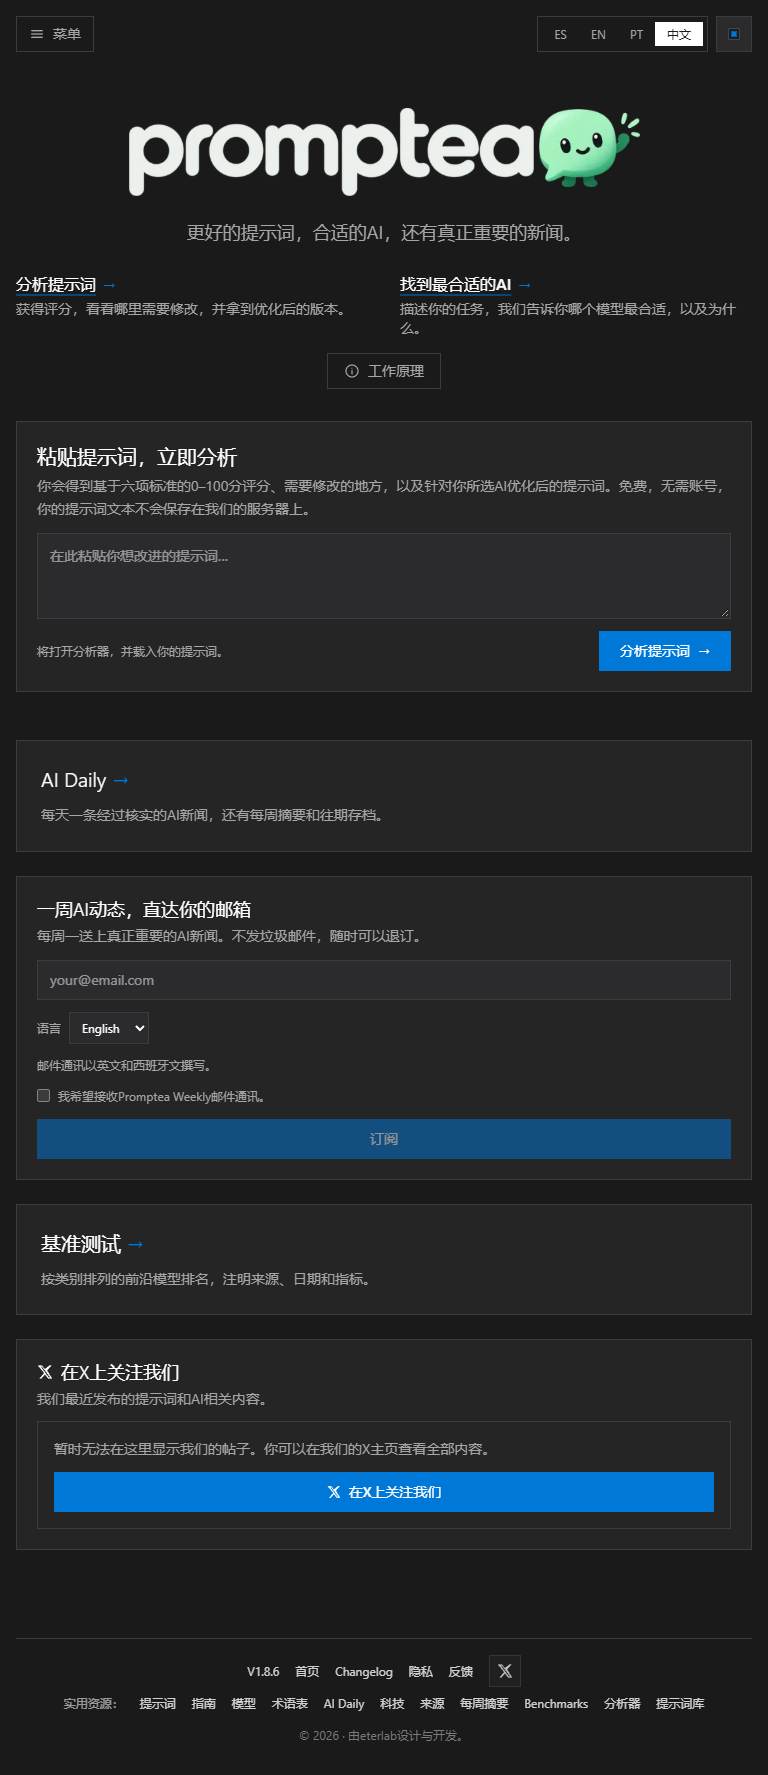 菜单
ES EN PT 中文
promptea
更好的提示词，合适的AI，还有真正重要的新闻。
分析提示词 →
获得评分，看看哪里需要修改，并拿到优化后的版本。
找到最合适的AI →
描述你的任务，我们告诉你哪个模型最合适，以及为什
么。
工作原理
粘贴提示词，立即分析
你会得到基于六项标准的0–100分评分、需要修改的地方，以及针对你所选AI优化后的提示词。免费，无需账号，
你的提示词文本不会保存在我们的服务器上。
在此粘贴你想改进的提示词...
将打开分析器，并载入你的提示词。
分析提示词 →
AI Daily →
每天一条经过核实的AI新闻，还有每周摘要和往期存档。
一周AI动态，直达你的邮箱
每周一送上真正重要的AI新闻。不发垃圾邮件，随时可以退订。
your@email.com
语言 English
邮件通讯以英文和西班牙文撰写。
我希望接收Promptea Weekly邮件通讯。
订阅
基准测试 →
按类别排列的前沿模型排名，注明来源、日期和指标。
在X上关注我们
我们最近发布的提示词和AI相关内容。
暂时无法在这里显示我们的帖子。你可以在我们的X主页查看全部内容。
在X上关注我们
V1.8.6 首页 Changelog 隐私 反馈
实用资源： 提示词 指南 模型 术语表 AI Daily 科技 来源 每周摘要 Benchmarks 分析器 提示词库
© 2026 · 由eterlab设计与开发。